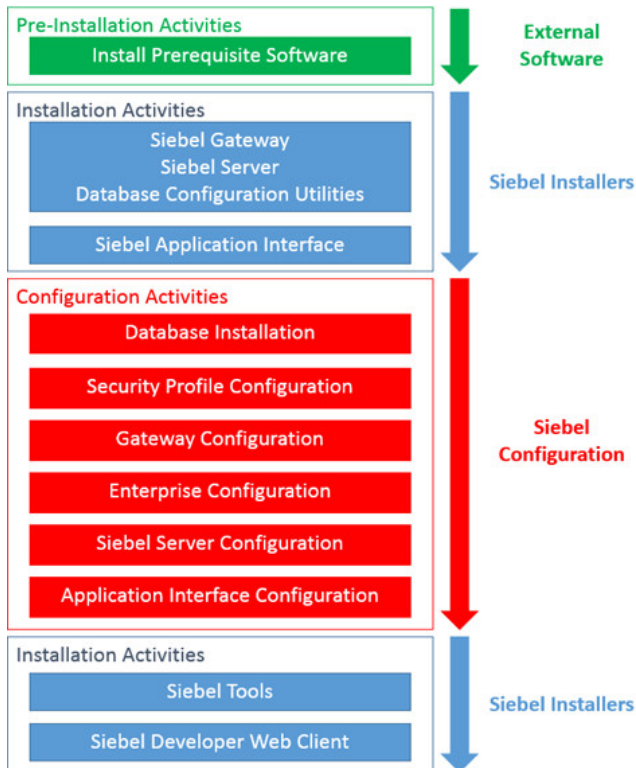 Pre-Installation Activities
Install Prerequisite Software
External
Software
Installation Activities
Siebel Gateway
Siebel Server
Database Configuration Utilities
Siebel Application Interface
Siebel Installers
Configuration Activities
Database Installation
Security Profile Configuration
Gateway Configuration
Enterprise Configuration
Siebel Server Configuration
Application Interface Configuration
Siebel
Configuration
Installation Activities
Siebel Tools
Siebel Developer Web Client
Siebel Installers